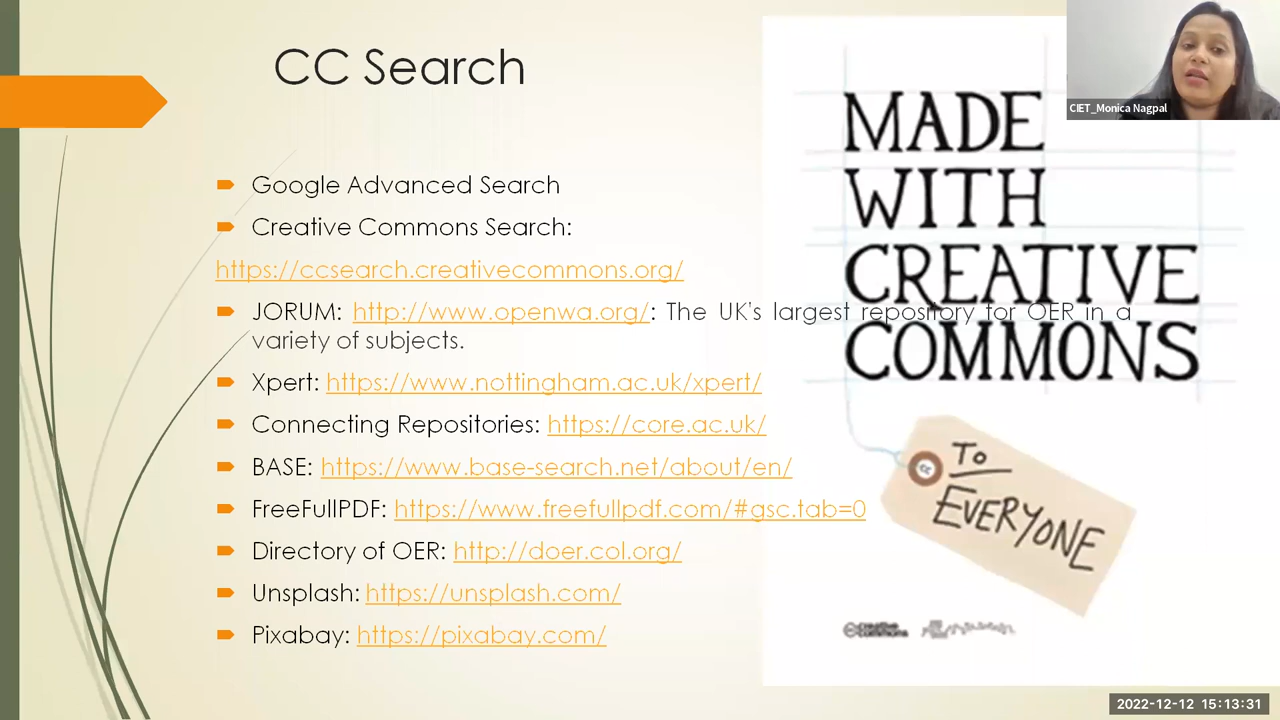 CC Search
Google Advanced Search
Creative Commons Search:
https://ccsearch.creativecommons.org/
JORUM: http://www.openwa.org/: The UK's largest repository for OER in a
variety of subjects.
Xpert: https://www.nottingham.ac.uk/xpert/
Connecting Repositories: https://core.ac.uk/
BASE: https://www.base-search.net/about/en/
FreeFullPDF: https://www.freefullpdf.com/#gsc.tab=0
Directory of OER: http://doer.col.org/
Unsplash: https://unsplash.com/
Pixabay: https://pixabay.com/
MADE
WITH
CREATIVE
COMMONS
cc
TO
EVERYONE
creative
commons
CIET_Monica Nagpal
2022-12-12 15:13:31